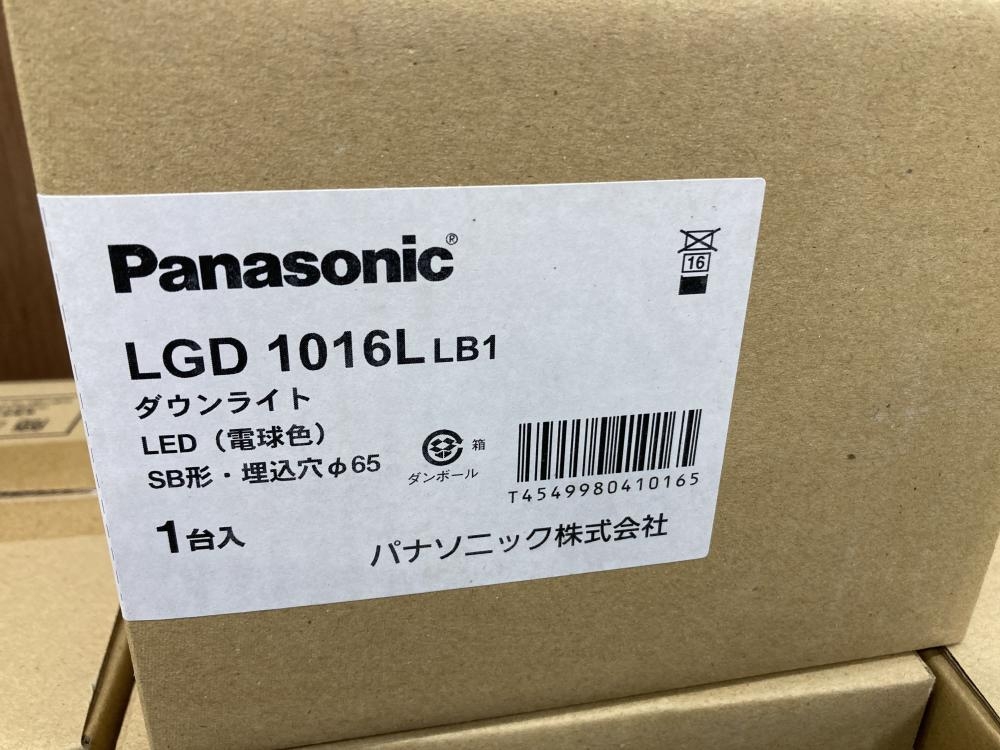 Panasonic®
16
LGD 1016L LB1
ダウンライト
LED（電球色）
SB形・埋込穴φ65
箱
ダンボール
T4549980410165
1台入
パナソニック株式会社